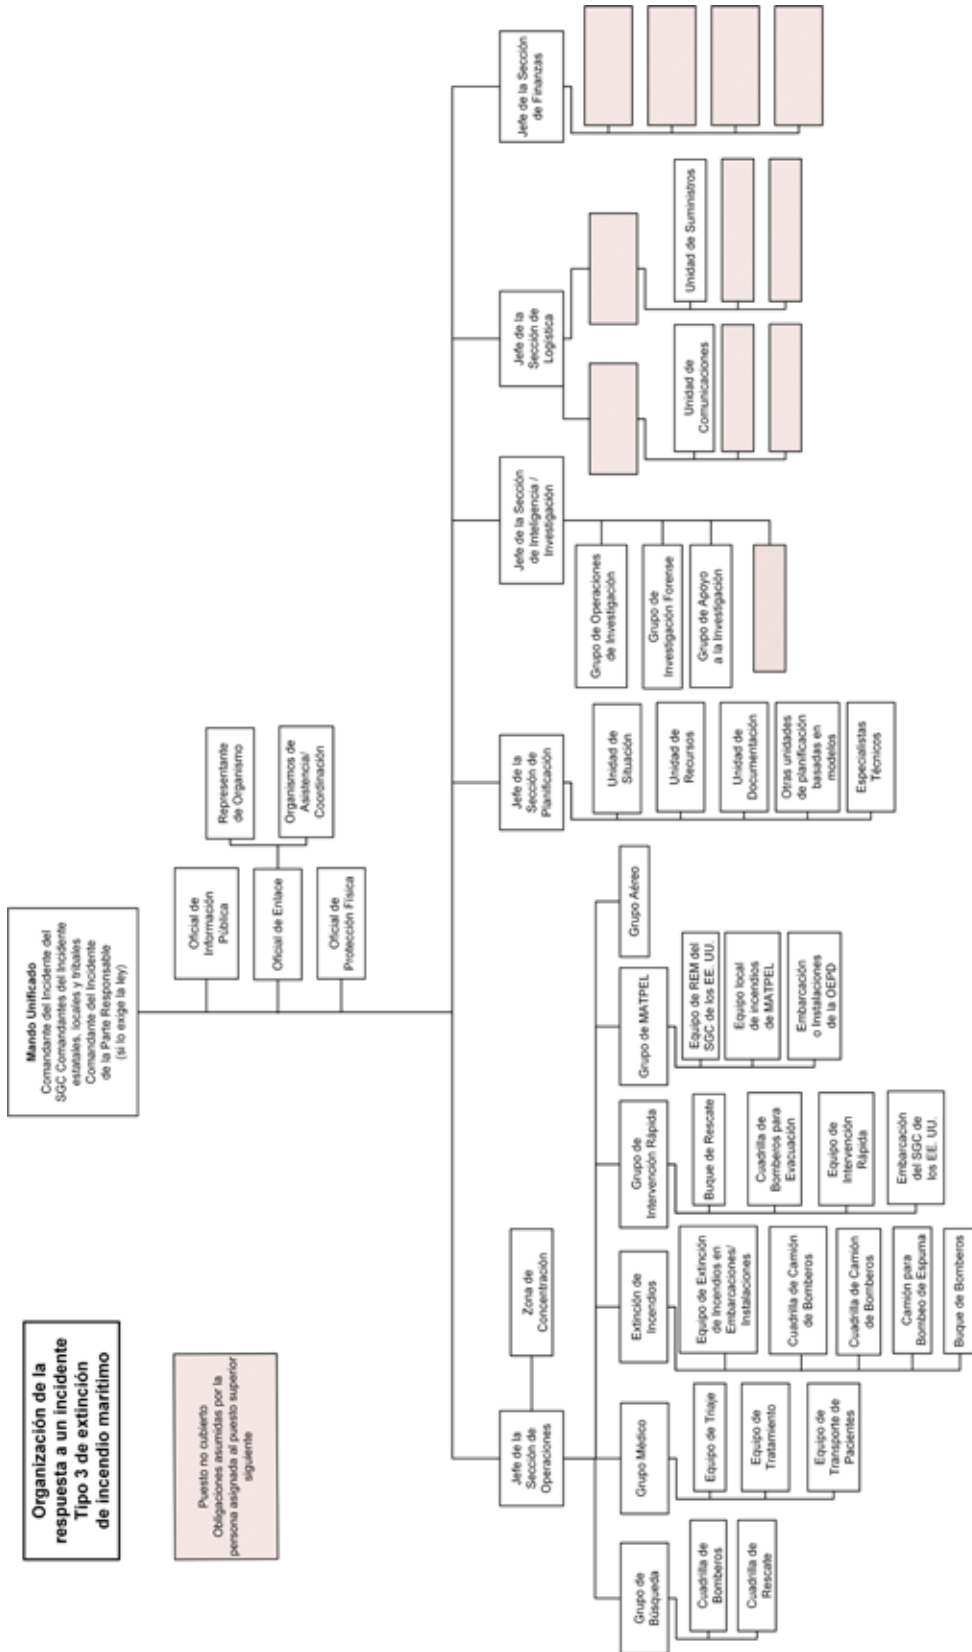 Organización de la
respuesta a un incidente
Tipo 3 de extinción
de incendio marítimo
Puesto no cubierto
Obligaciones asumidas por la
persona asignada al puesto superior
siguiente
Mando Unificado
Comandante del Incidente del
SGC Comandantes del Incidente
estatales, locales y tribales
Comandante del Incidente
de la Parte Responsable
(si lo exige la ley)
Oficial de
Información
Pública
Oficial de Enlace
Oficial de
Protección Física
Representante
de Organismo
Organismos de
Asistencia/
Coordinación
Jefe de la
Sección de
Operaciones
Zona de
Concentración
Jefe de la
Sección de
Planificación
Jefe de la Sección
de Inteligencia /
Investigación
Jefe de la
Sección de
Logística
Jefe de la Sección
de Finanzas
Grupo de
Búsqueda
Cuadrilla de
Bomberos
Cuadrilla de
Rescate
Grupo Médico
Equipo de Triaje
Equipo de
Tratamiento
Equipo de
Transporte de
Pacientes
Extinción de
Incendios
Equipo de Extinción
de Incendios en
Embarcaciones/
Instalaciones
Cuadrilla de Camión
de Bomberos
Cuadrilla de Camión
de Bomberos
Camión para
Bombeo de Espuma
Buque de Bomberos
Grupo de
Intervención Rápida
Buque de Rescate
Cuadrilla de
Bomberos para
Evacuación
Equipo de
Intervención
Rápida
Embarcación
del SGC de
los EE. UU.
Grupo de MATPEL
Equipo de REM del
SGC de los EE. UU.
Equipo local
de incendios
de MATPEL
Embarcación
o Instalaciones
de la OEPD
Grupo Aéreo
Unidad de
Situación
Unidad de
Recursos
Unidad de
Documentación
Otras unidades
de planificación
basadas en
modelos
Especialistas
Técnicos
Grupo de Operaciones
de Investigación
Grupo de
Investigación Forense
Grupo de Apoyo
a la Investigación
Unidad de
Comunicaciones
Unidad de Suministros